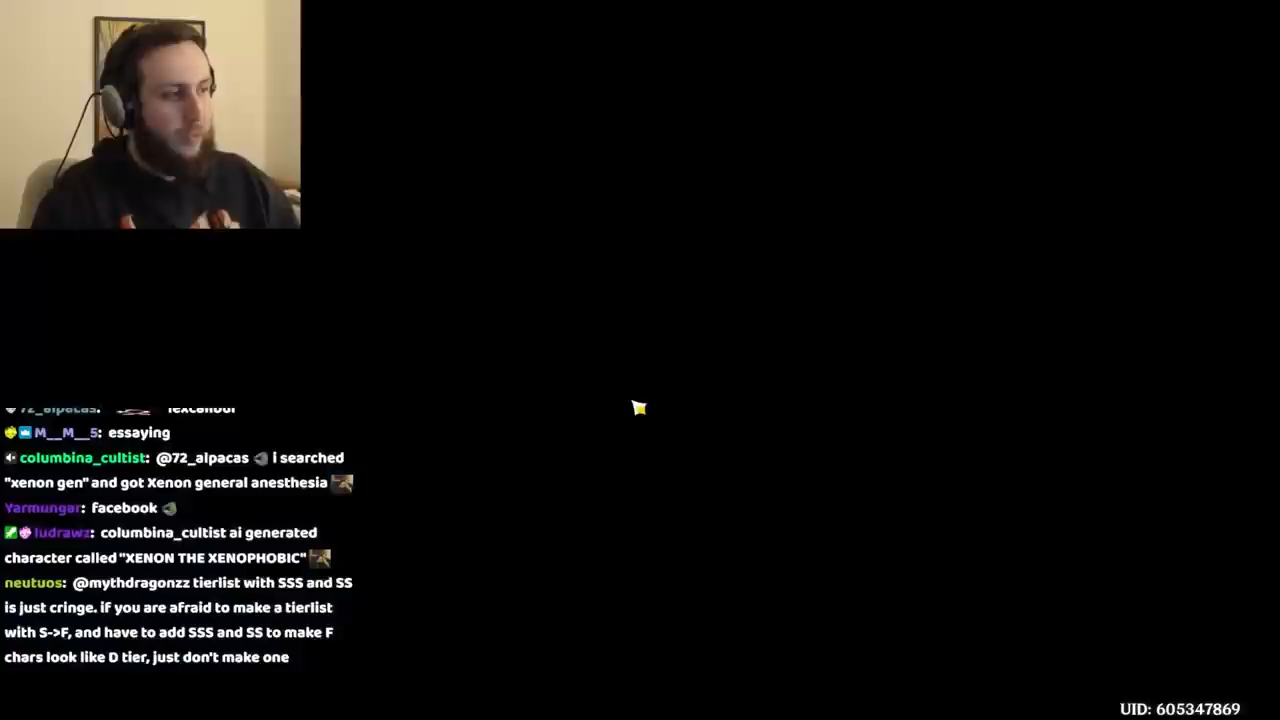 72_alpacas:
M__M__5: essaying
columbina_cultist: @72_alpacas i searched
"xenon gen" and got Xenon general anesthesia
Yarmungar: facebook
ludrawz: columbina_cultist ai generated
character called "XENON THE XENOPHOBIC"
neutuos: @mythdragonzz tierlist with SSS and SS
is just cringe. if you are afraid to make a tierlist
with S->F, and have to add SSS and SS to make F
chars look like D tier, just don't make one
UID: 605347869